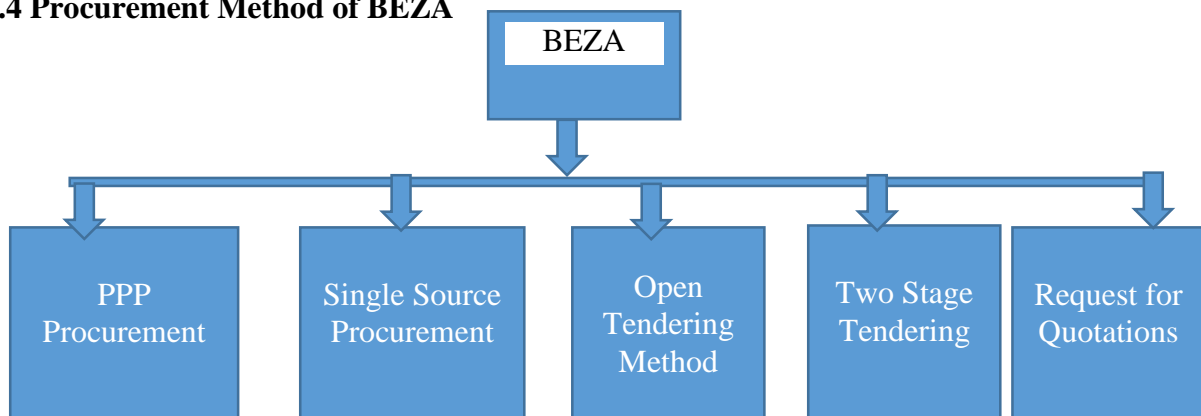 .4 Procurement Method of BEZA
BEZA
PPP
Procurement
Single Source
Procurement
Open
Tendering
Method
Two Stage
Tendering
Request for
Quotations